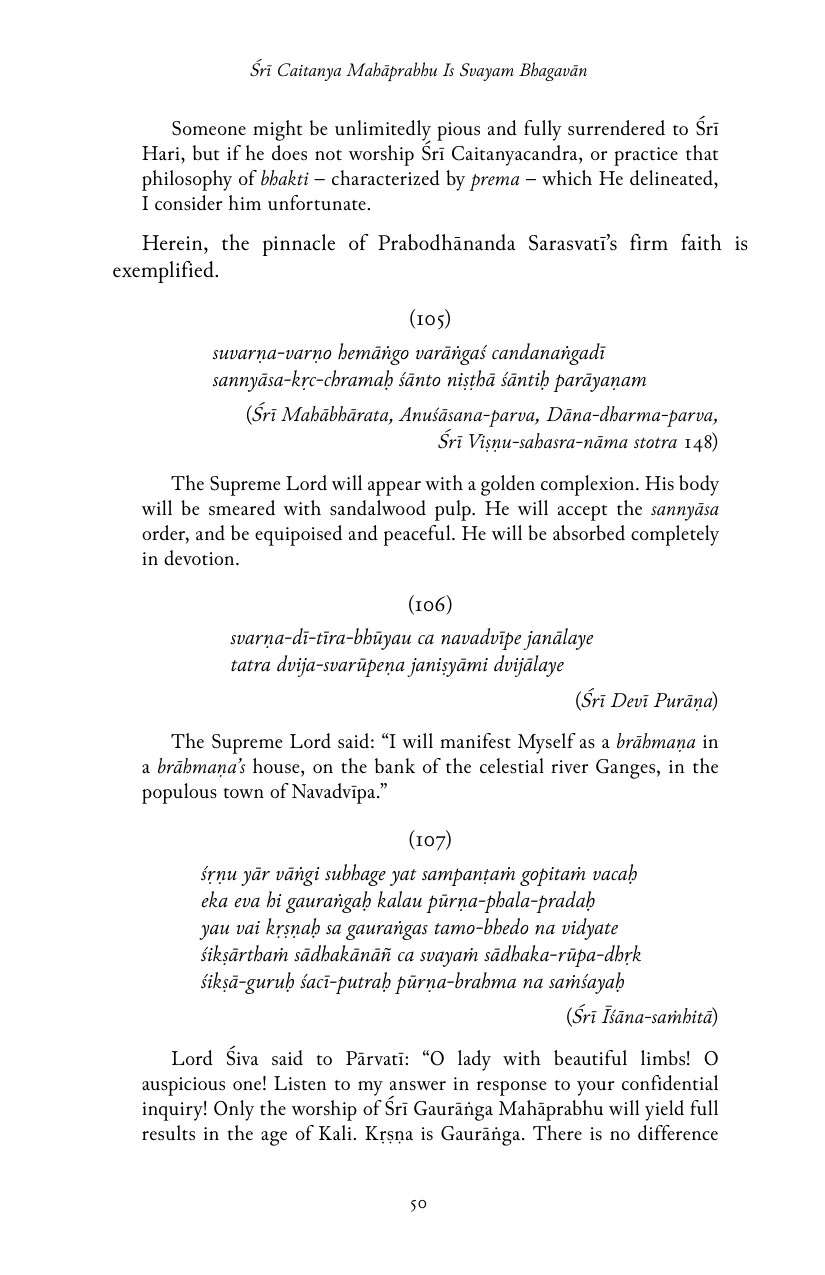 Śrī Caitanya Mahāprabhu Is Svayam Bhagavān
Someone might be unlimitedly pious and fully surrendered to Śrī
Hari, but if he does not worship Śrī Caitanyacandra, or practice that
philosophy of bhakti – characterized by prema – which He delineated,
I consider him unfortunate.
Herein, the pinnacle of Prabodhānanda Sarasvatī’s firm faith is
exemplified.
(105)
suvarṇa-varṇo hemāṅgo varāṅgaś candanaṅgadī
sannyāsa-kṛc-chramaḥ śānto niṣṭhā śāntiḥ parāyaṇam
(Śrī Mahābhārata, Anuśāsana-parva, Dāna-dharma-parva,
Śrī Viṣṇu-sahasra-nāma stotra 148)
The Supreme Lord will appear with a golden complexion. His body
will be smeared with sandalwood pulp. He will accept the sannyāsa
order, and be equipoised and peaceful. He will be absorbed completely
in devotion.
(106)
svarṇa-dī-tīra-bhūyau ca navadvīpe janālaye
tatra dvija-svarūpeṇa janiṣyāmi dvijālaye
(Śrī Devī Purāṇa)
The Supreme Lord said: “I will manifest Myself as a brāhmaṇa in
a brāhmaṇa’s house, on the bank of the celestial river Ganges, in the
populous town of Navadvīpa.”
(107)
śṛṇu yār vāṅgi subhage yat sampanṭaṁ gopitaṁ vacaḥ
eka eva hi gauraṅgaḥ kalau pūrṇa-phala-pradaḥ
yau vai kṛṣṇaḥ sa gauraṅgas tamo-bhedo na vidyate
śikṣārthaṁ sādhakānāñ ca svayaṁ sādhaka-rūpa-dhṛk
śikṣā-guruḥ śacī-putraḥ pūrṇa-brahma na saṁśayaḥ
(Śrī Īśāna-saṁhitā)
Lord Śiva said to Pārvatī: “O lady with beautiful limbs! O
auspicious one! Listen to my answer in response to your confidential
inquiry! Only the worship of Śrī Gaurāṅga Mahāprabhu will yield full
results in the age of Kali. Kṛṣṇa is Gaurāṅga. There is no difference
50